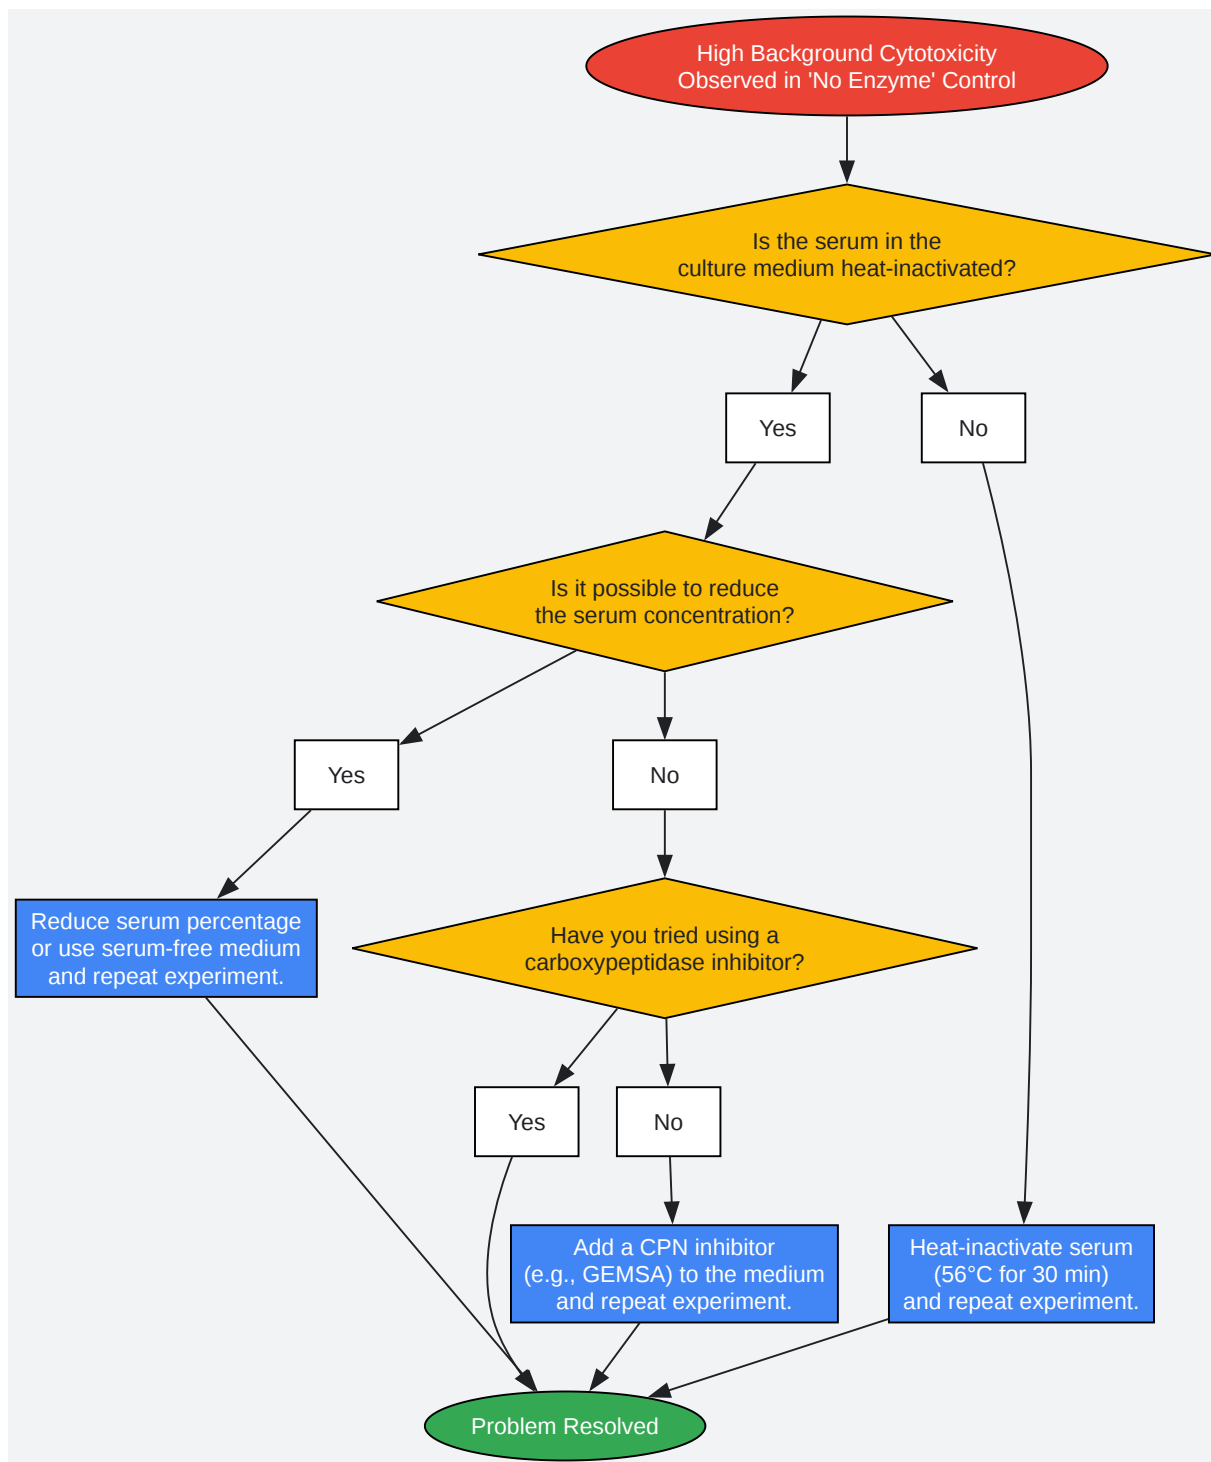 High Background Cytotoxicity
Observed in 'No Enzyme' Control
Is the serum in the
culture medium heat-inactivated?
Yes
No
Is it possible to reduce
the serum concentration?
Yes
No
Reduce serum percentage
or use serum-free medium
and repeat experiment.
Have you tried using a
carboxypeptidase inhibitor?
Yes
No
Add a CPN inhibitor
(e.g., GEMSA) to the medium
and repeat experiment.
Heat-inactivate serum
(56°C for 30 min)
and repeat experiment.
Problem Resolved